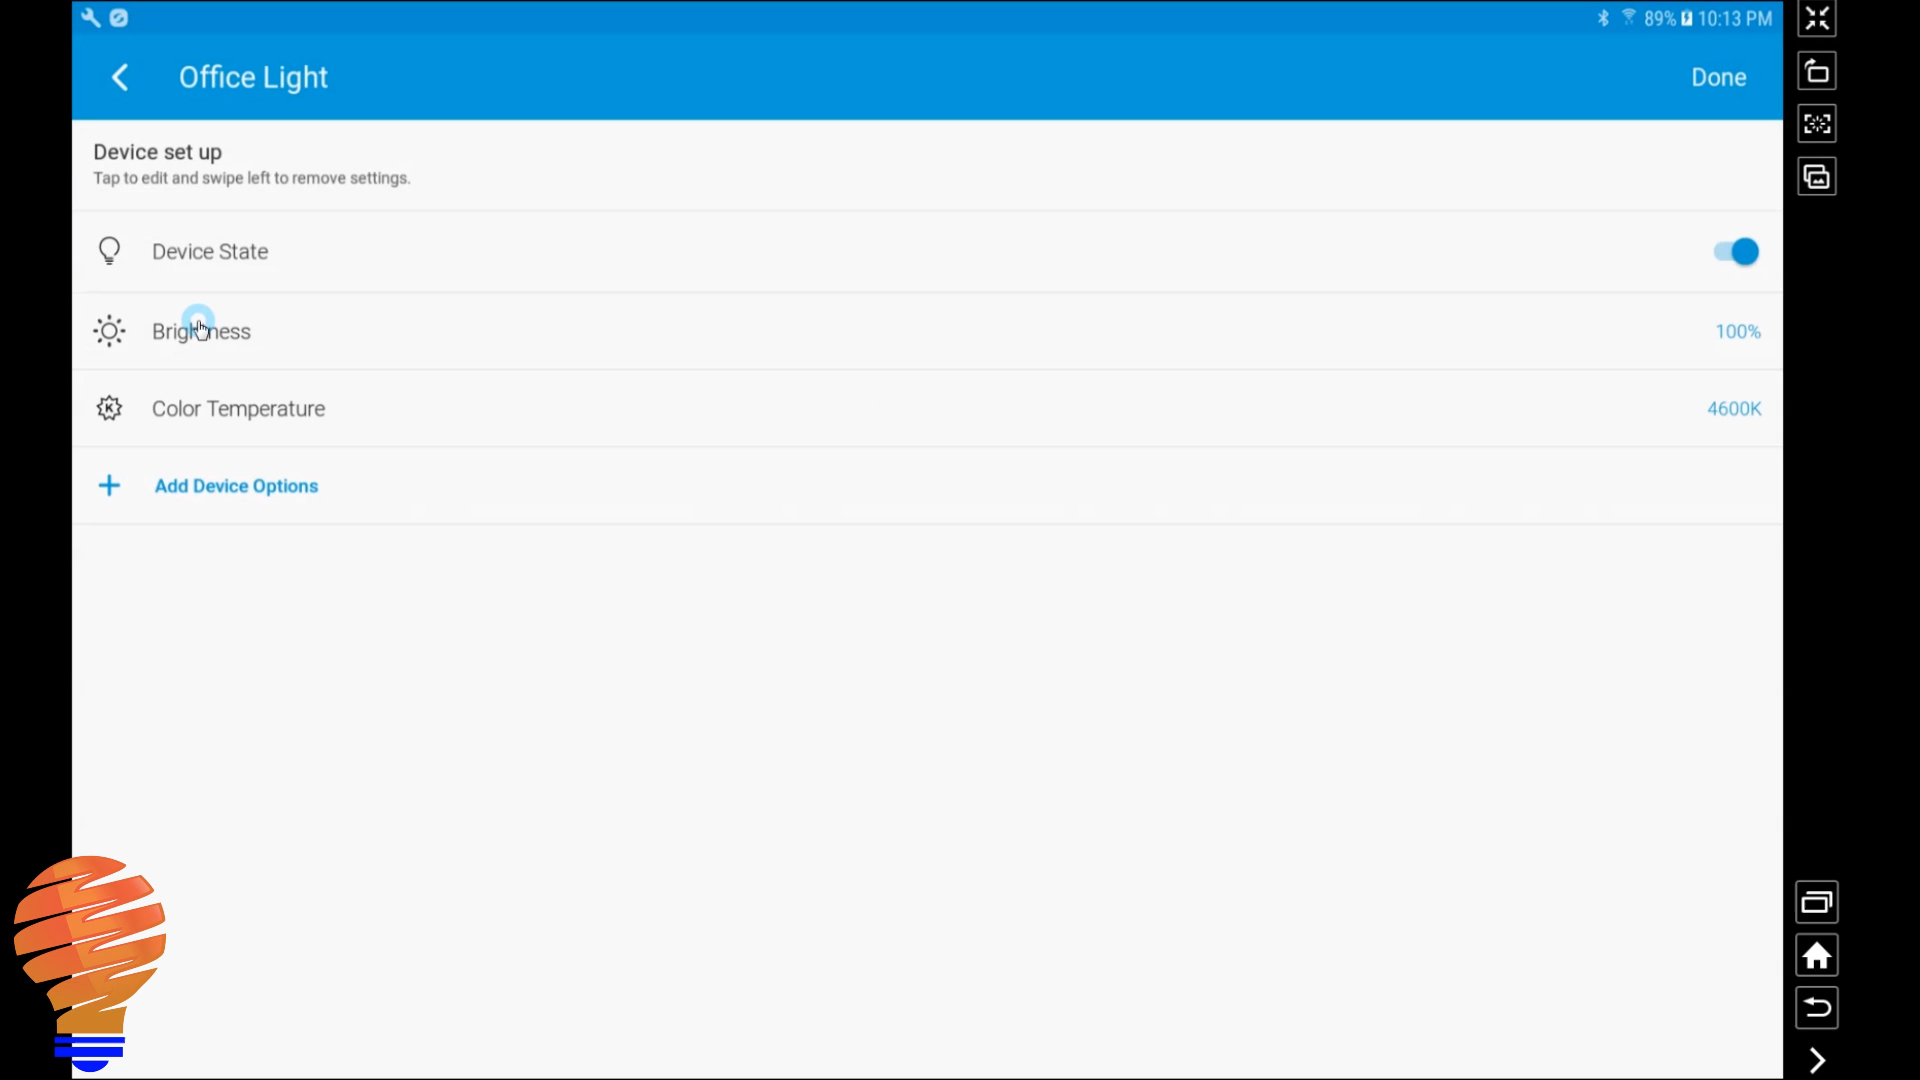 89% 10:13 PM
Office Light
Done
Device set up
Tap to edit and swipe left to remove settings.
Device State
Brightness
100%
K
Color Temperature
4600K
+ Add Device Options